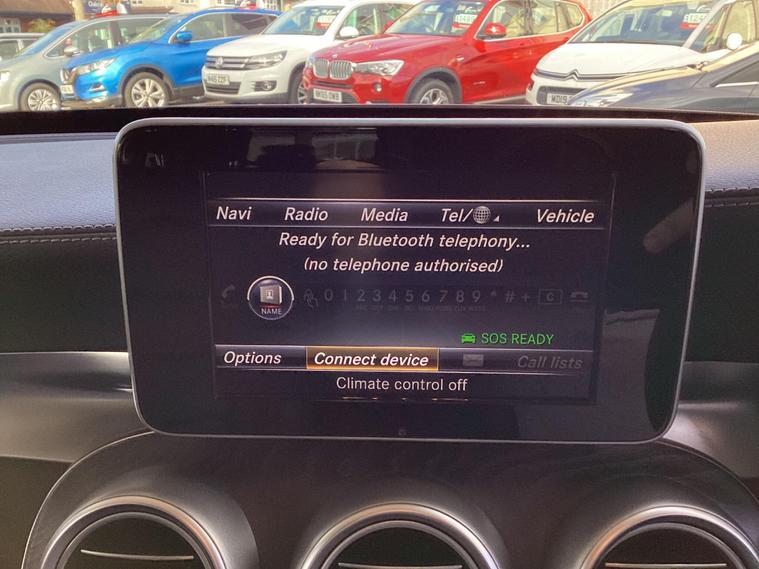 Navi Radio Media Tel/ Vehicle
Ready for Bluetooth telephony...
(no telephone authorised)
0 1 2 3 4 5 6 7 8 9 * # + C
NAME
SOS READY
Options Connect device Call lists
Climate control off